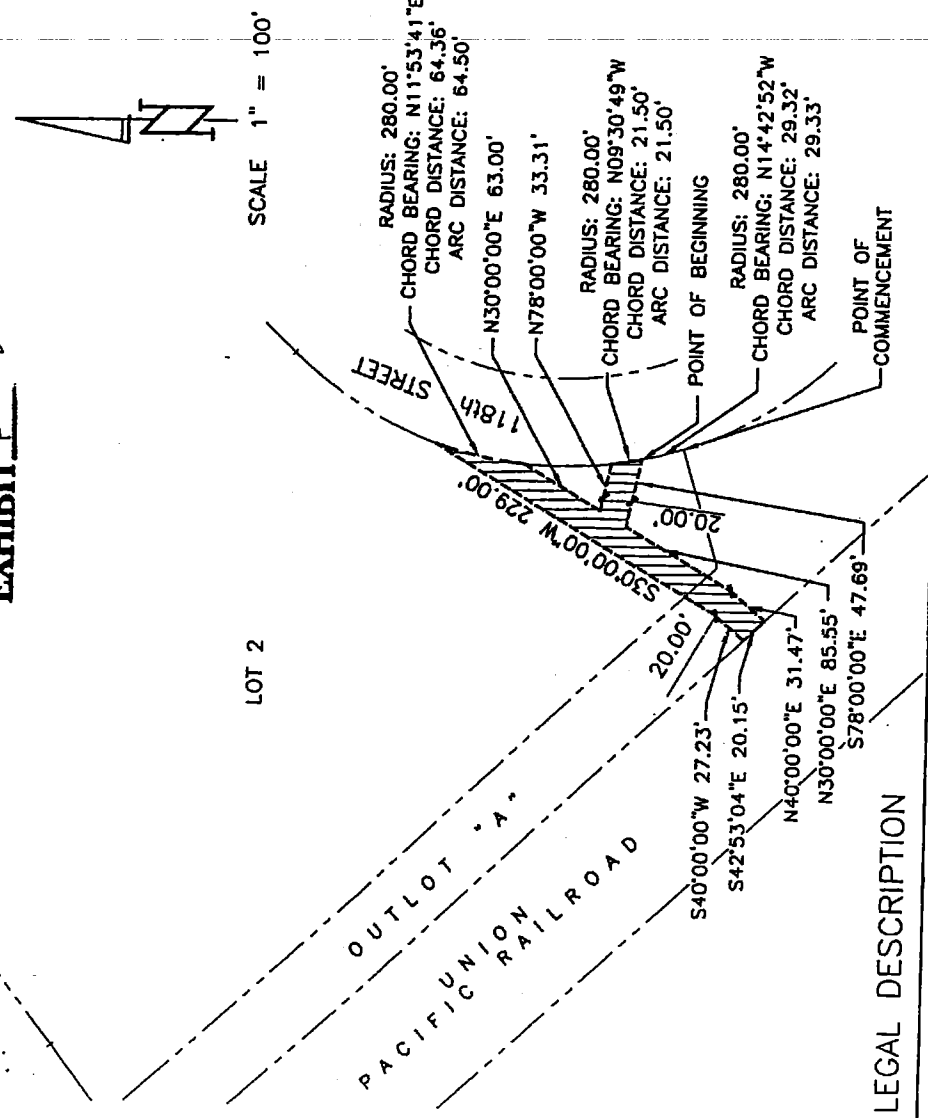 EXHIBIT
SCALE 1" = 100'
RADIUS: 280.00'
CHORD BEARING: N11°53'41"E
CHORD DISTANCE: 64.36'
ARC DISTANCE: 64.50'
N30°00'00"E 63.00'
N78°00'00"W 33.31'
RADIUS: 280.00'
CHORD BEARING: N09°30'49"W
CHORD DISTANCE: 21.50'
ARC DISTANCE: 21.50'
POINT OF BEGINNING
RADIUS: 280.00'
CHORD BEARING: N14°42'52"W
CHORD DISTANCE: 29.32'
ARC DISTANCE: 29.33'
POINT OF
COMMENCEMENT
118th STREET
LOT 2
S30°00'00"W 229.00'
20.00'
20.00'
S40°00'00"W 27.23'
S42°53'04"E 20.15'
N40°00'00"E 31.47'
N30°00'00"E 85.55'
S78°00'00"E 47.69'
OUTLOT "A"
UNION
PACIFIC RAILROAD
LEGAL DESCRIPTION